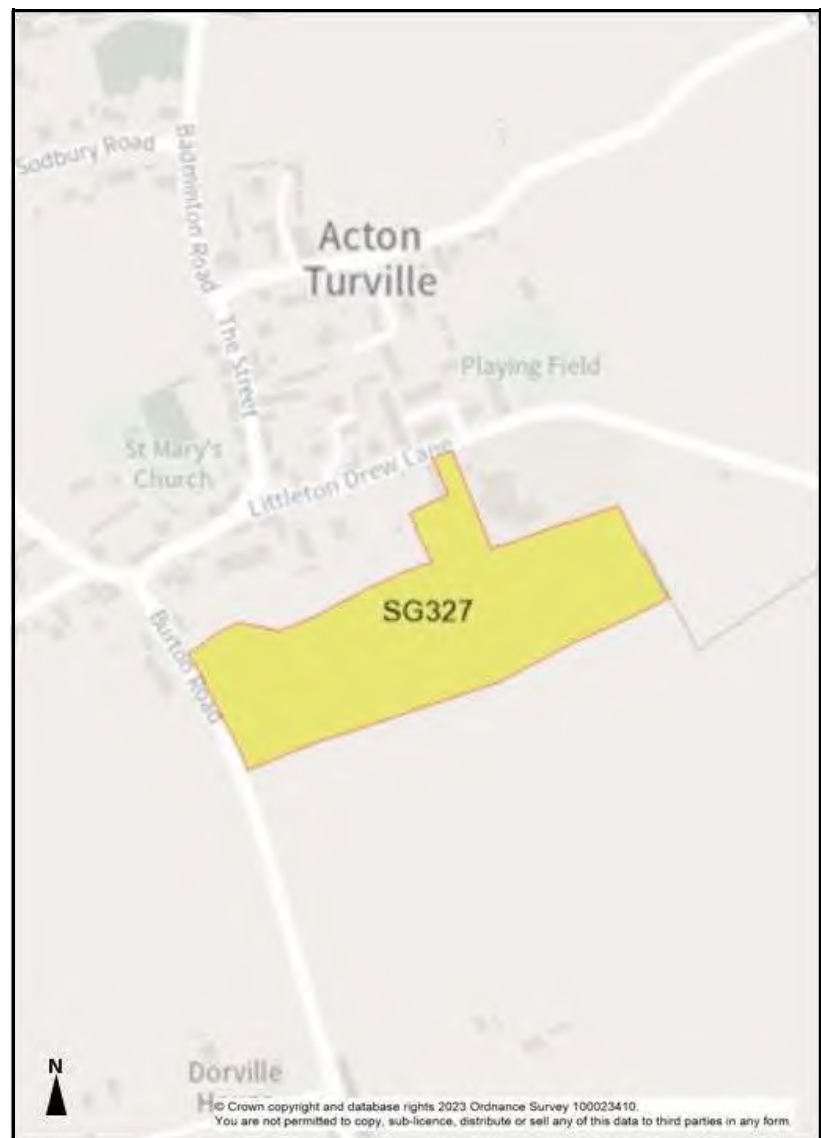 Sodbury Road
Badminton Road
Acton
Turville
The Street
Playing Field
St Mary's
Church
Littleton Drew Lane
SG327
Burton Road
N
Dorville
© Crown copyright and database rights 2023 Ordnance Survey 100023410.
You are not permitted to copy, sub-licence, distribute or sell any of this data to third parties in any form.